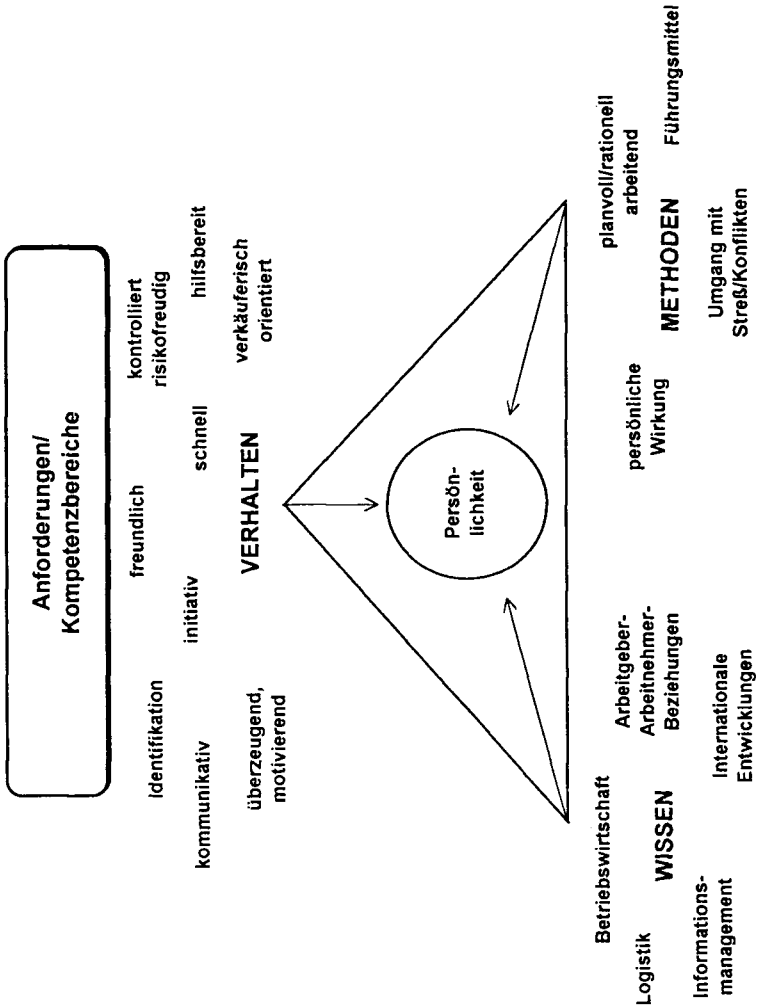 Anforderungen/
Kompetenzbereiche
identifikation
freundlich
kontrolliert
risikofreudig
kommunikativ
initiativ
schnell
hilfsbereit
überzeugend,
motivierend
VERHALTEN
verkäuferisch
orientiert
Persön-
lichkeit
Betriebswirtschaft
Arbeitgeber-
Arbeitnehmer-
Beziehungen
persönliche
Wirkung
planvoll/rationell
arbeitend
Logistik
WISSEN
METHODEN
Führungsmittel
Informations-
management
Internationale
Entwicklungen
Umgang mit
Streß/Konflikten